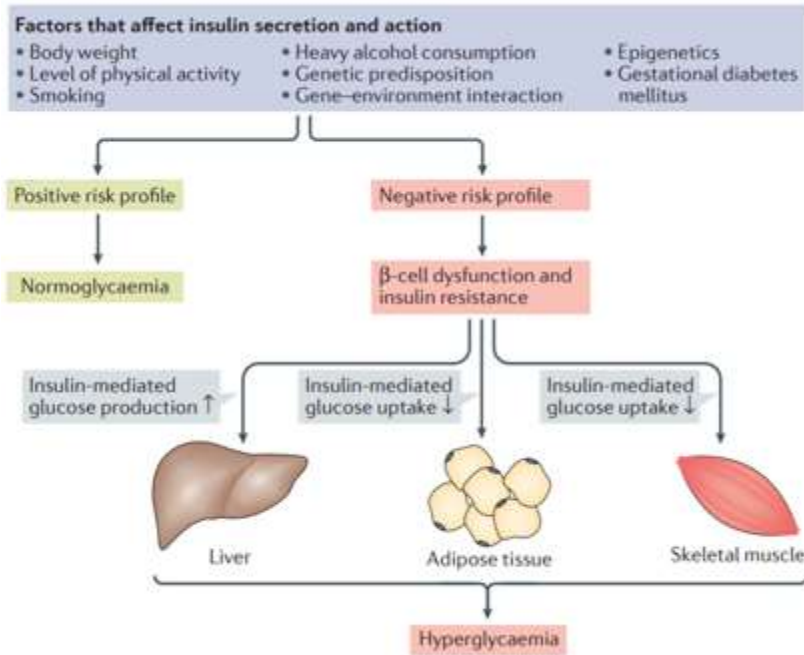 Factors that affect insulin secretion and action
• Body weight
• Level of physical activity
• Smoking
• Heavy alcohol consumption
• Genetic predisposition
• Gene–environment interaction
• Epigenetics
• Gestational diabetes
mellitus
Positive risk profile
Negative risk profile
Normoglycaemia
β-cell dysfunction and
insulin resistance
Insulin-mediated
glucose production ↑
Insulin-mediated
glucose uptake ↓
Insulin-mediated
glucose uptake ↓
Liver
Adipose tissue
Skeletal muscle
Hyperglycaemia